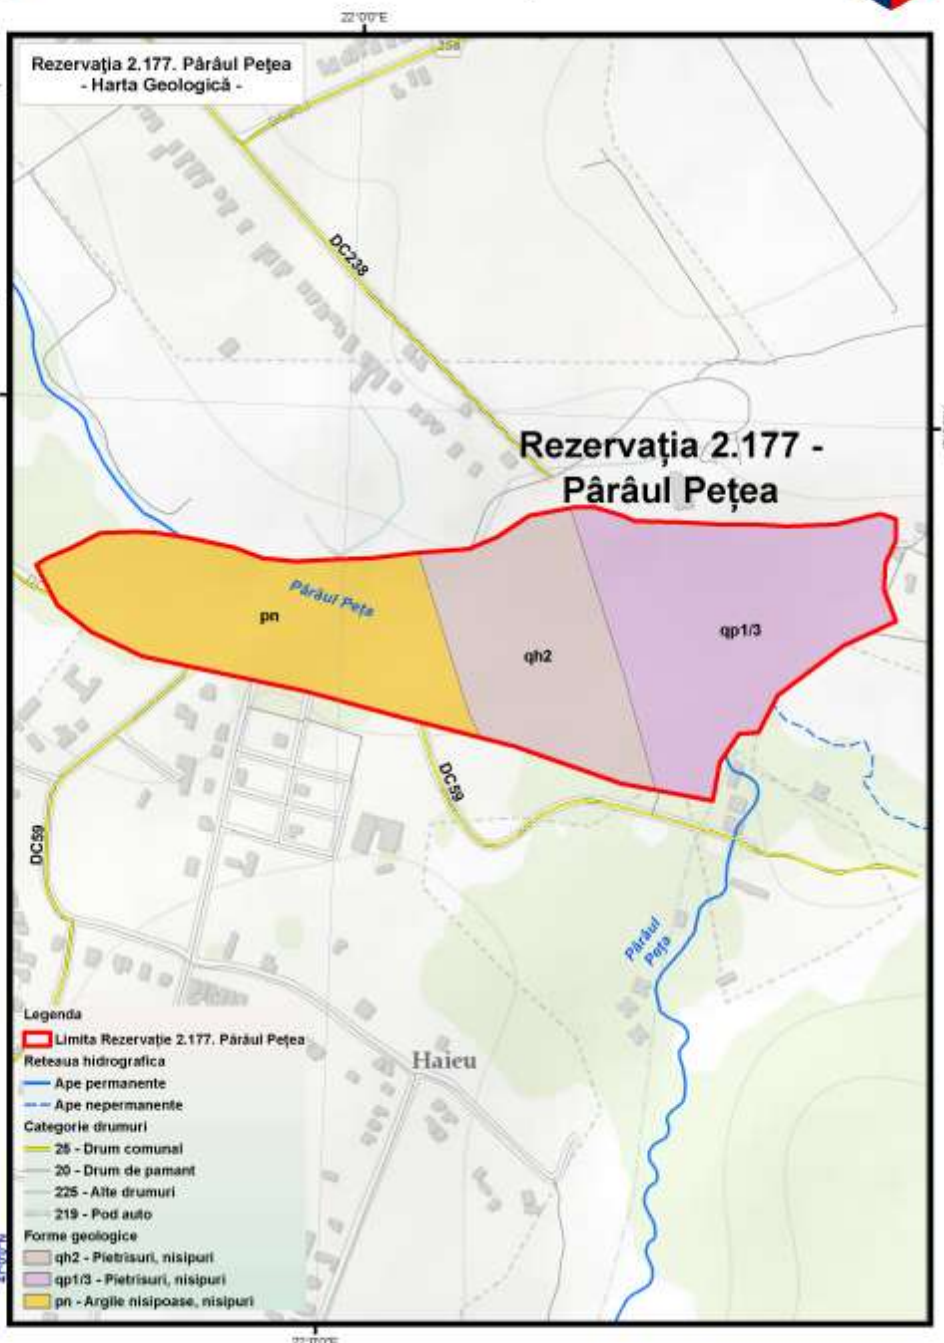 22°0'0"E
Rezervația 2.177. Pârâul Pețea
- Harta Geologică -
DC238
Rezervația 2.177 -
Pârâul Pețea
Pârâul Peța
pn
qh2
qp1/3
DC59
DC59
Pârâul
Peța
Haieu
Legenda
Limita Rezervație 2.177. Pârâul Pețea
Reteaua hidrografica
Ape permanente
Ape nepermanente
Categorie drumuri
25 - Drum comunal
20 - Drum de pamant
225 - Alte drumuri
219 - Pod auto
Forme geologice
qh2 - Pietrisuri, nisipuri
qp1/3 - Pietrisuri, nisipuri
pn - Argile nisipoase, nisipuri